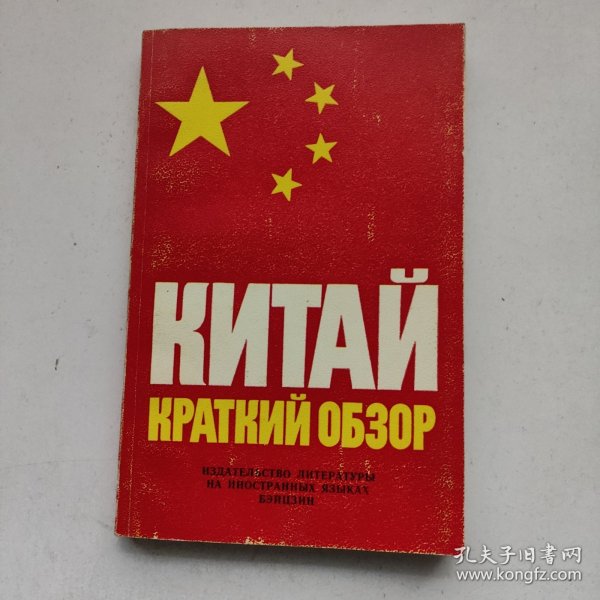 КИТАЙ
КРАТКИЙ ОБЗОР
ИЗДАТЕЛЬСТВО ЛИТЕРАТУРЫ
НА ИНОСТРАННЫХ ЯЗЫКАХ
БЭЙЦЗИН
孔夫子旧书网
www.kongfz.com